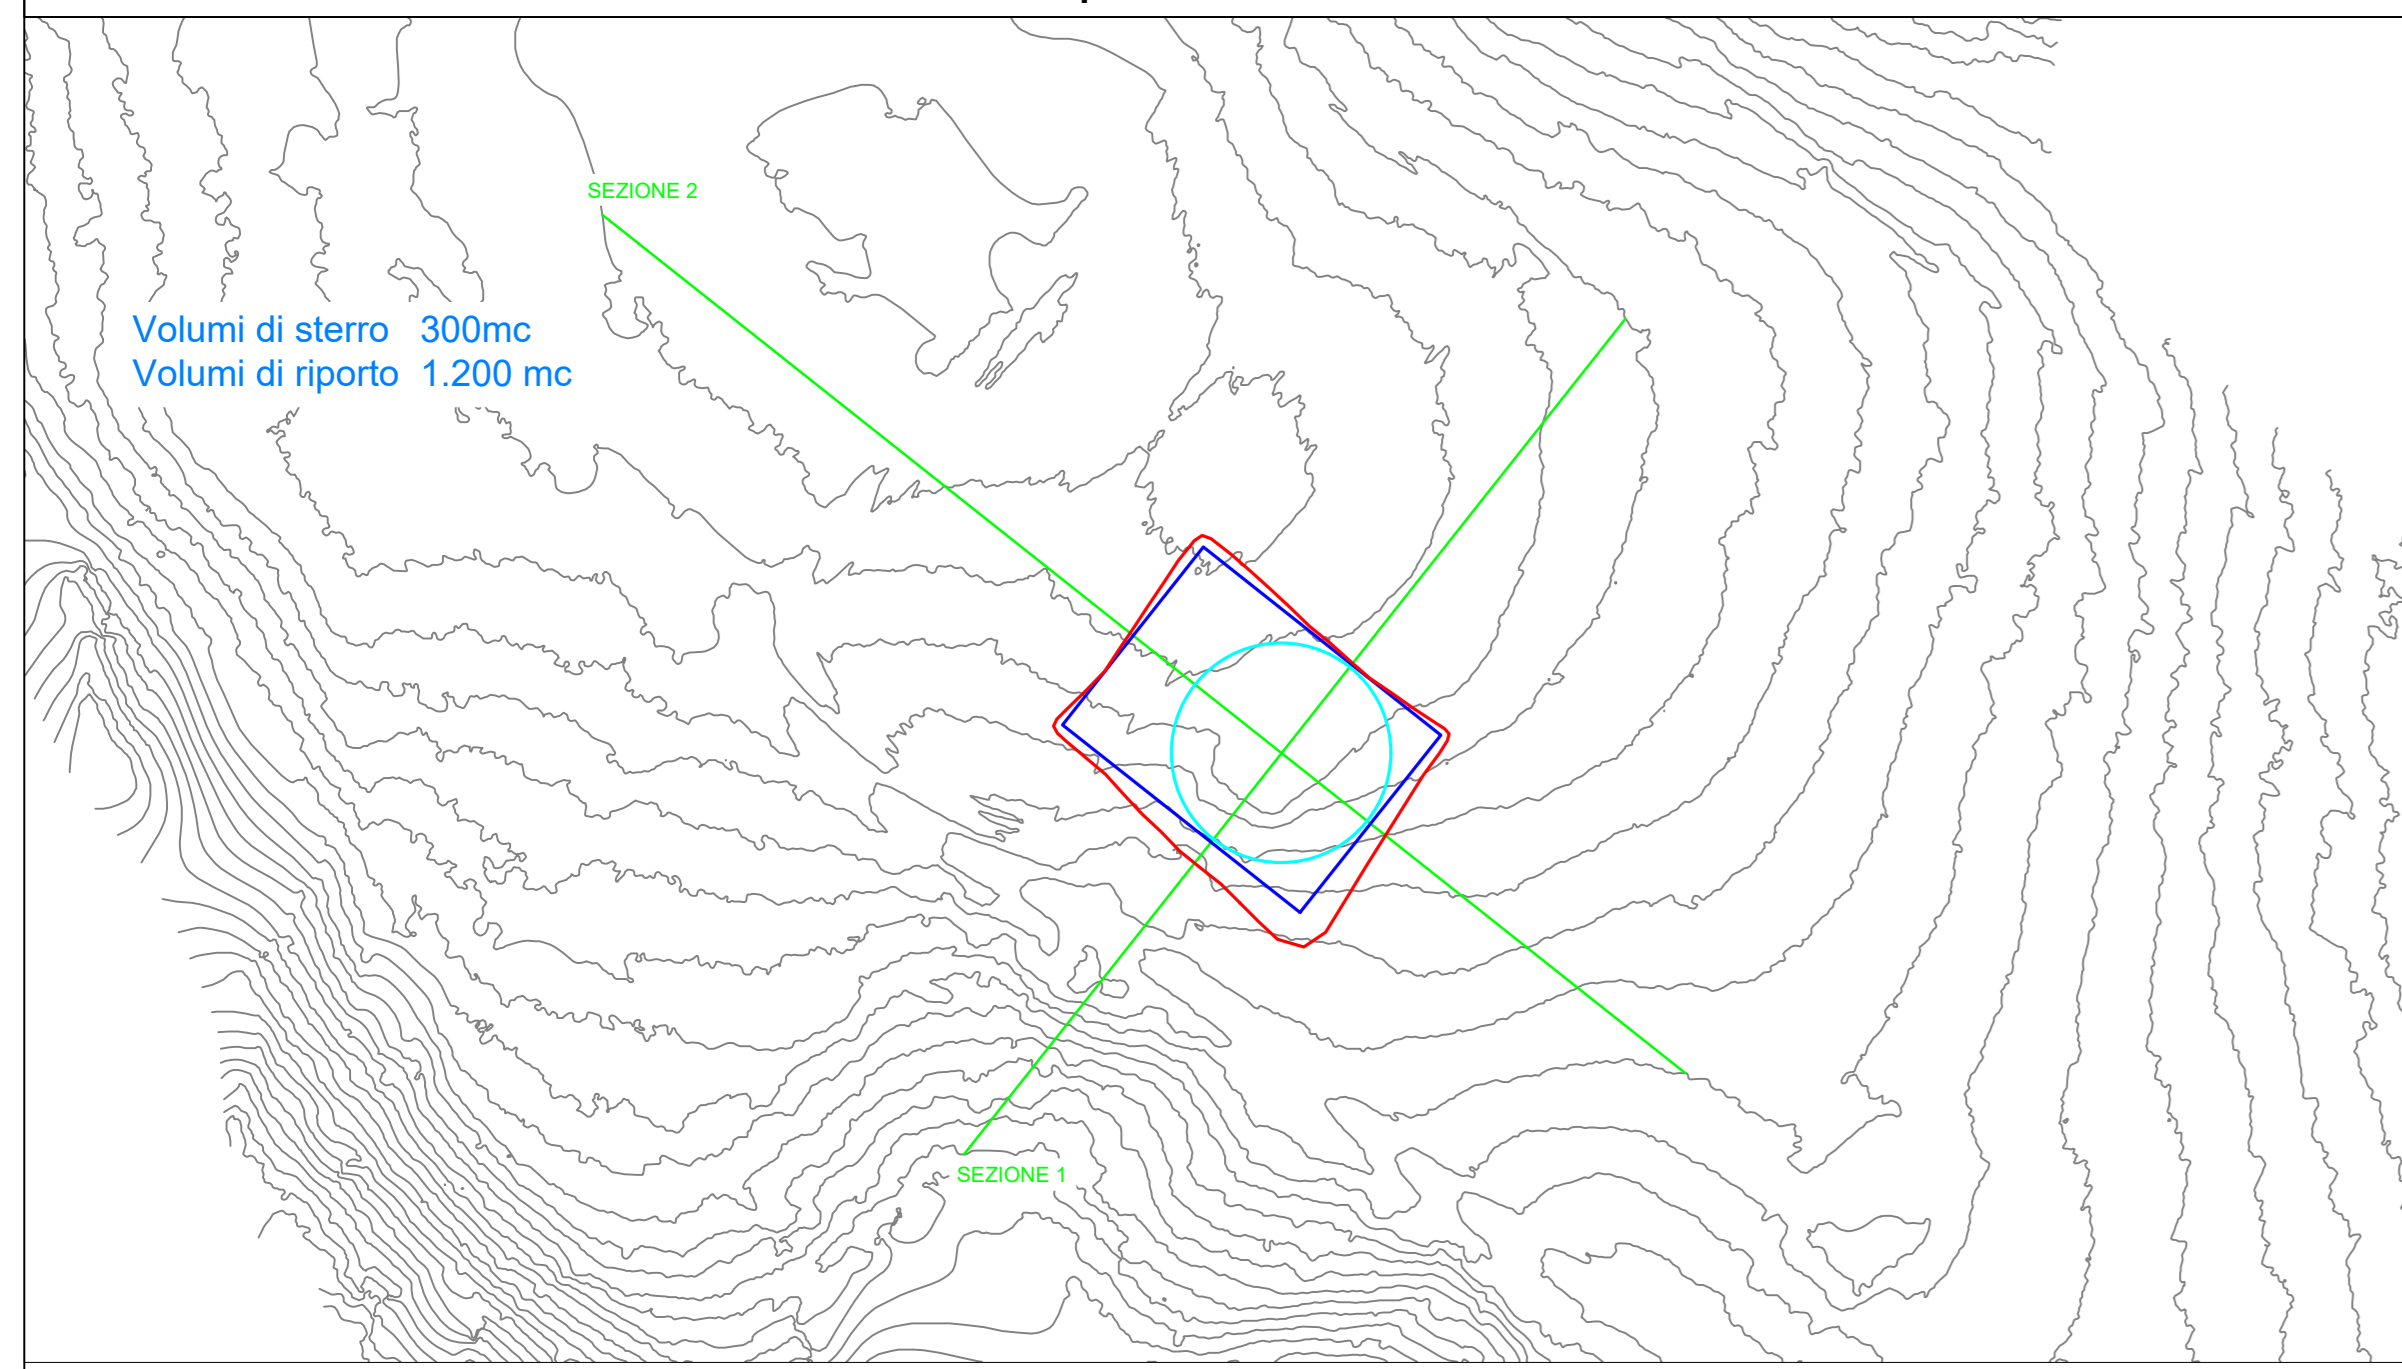 SEZIONE 2
Volumi di sterro 300mc
Volumi di riporto 1.200 mc
SEZIONE 1